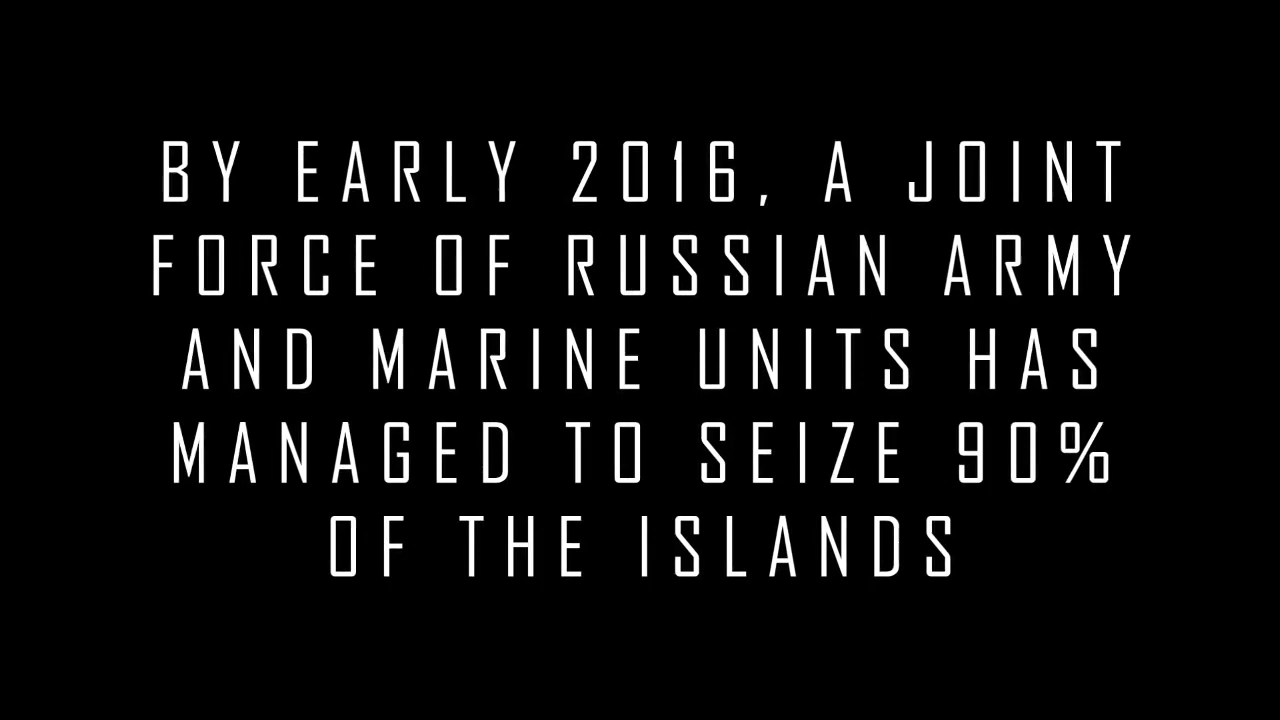 BY EARLY 2016, A JOINT
FORCE OF RUSSIAN ARMY
AND MARINE UNITS HAS
MANAGED TO SEIZE 90%
OF THE ISLANDS